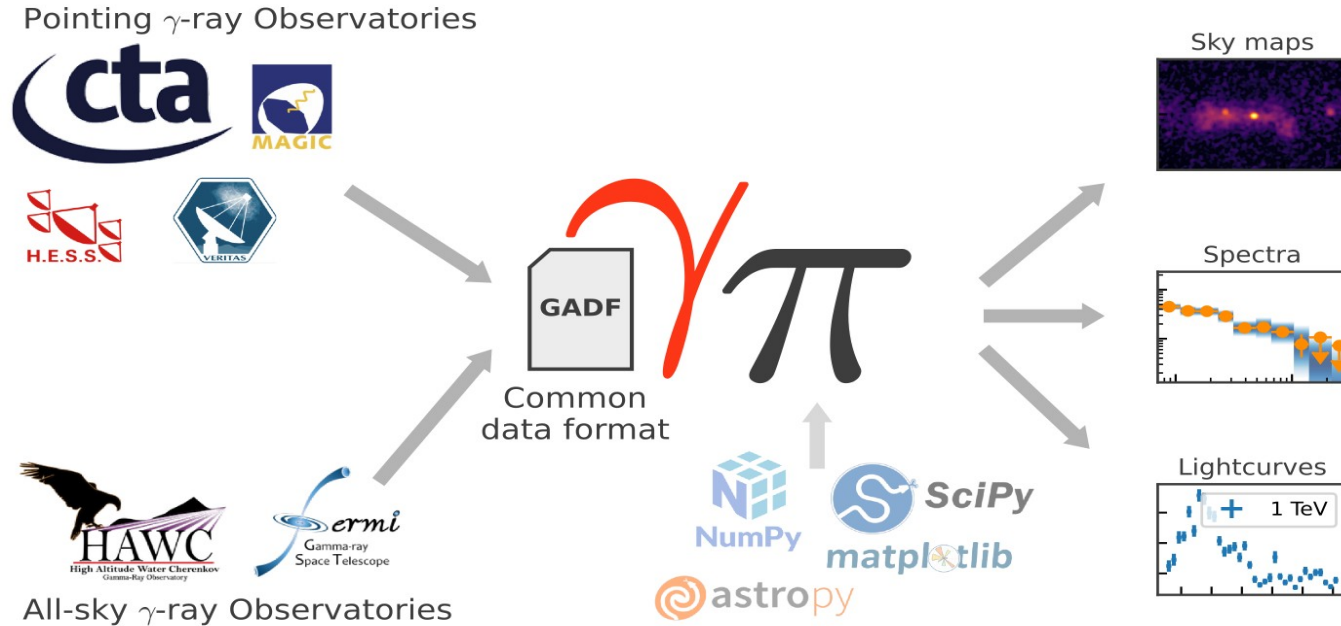 Pointing γ-ray Observatories
cta
MAGIC
H.E.S.S.
VERITAS
HAWC
High Altitude Water Cherenkov
Gamma-Ray Observatory
Fermi
Gamma-ray
Space Telescope
All-sky γ-ray Observatories
GADF
Common
data format
γπ
NumPy
SciPy
matplotlib
astropy
Sky maps
Spectra
Lightcurves
1 TeV